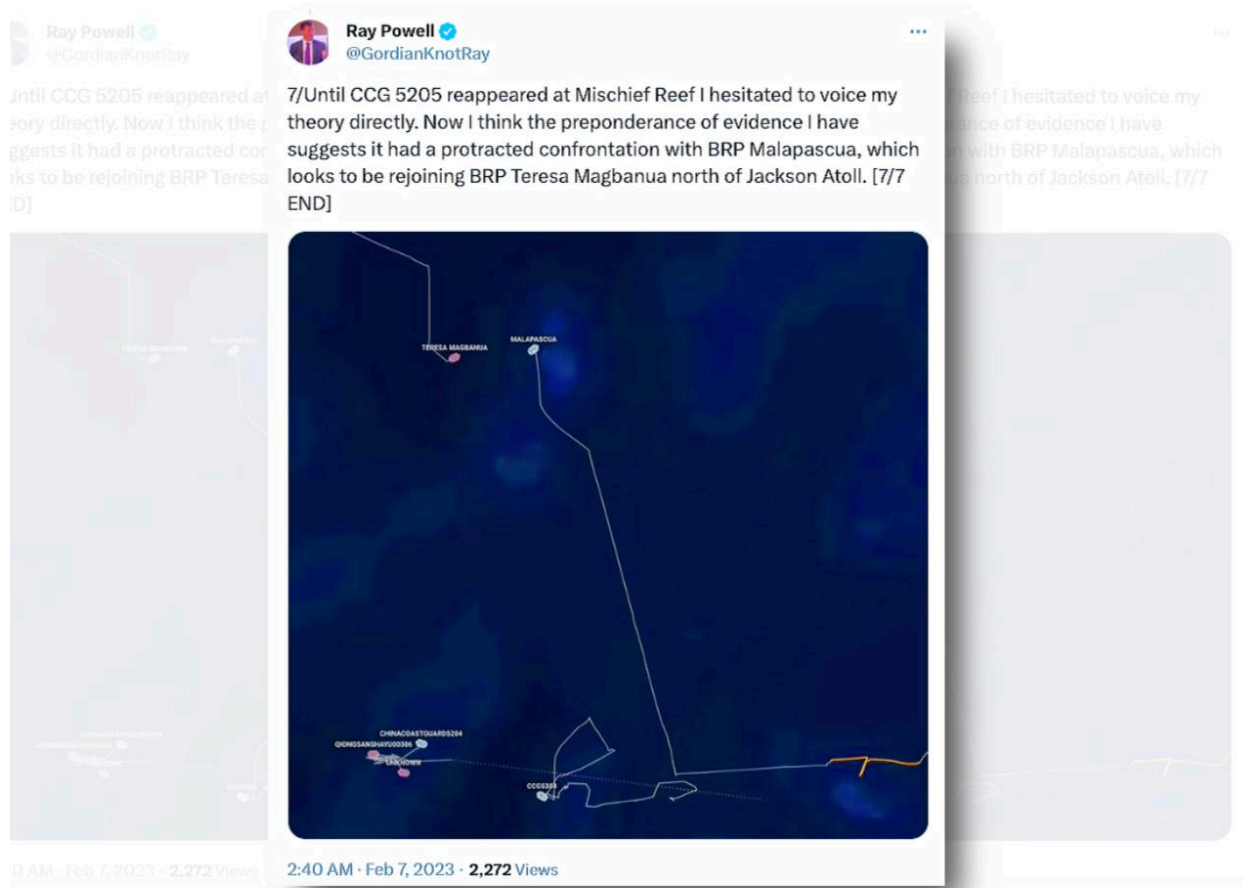 Ray Powell
@GordianKnotRay
7/Until CCG 5205 reappeared at Mischief Reef I hesitated to voice my
theory directly. Now I think the preponderance of evidence I have
suggests it had a protracted confrontation with BRP Malapascua, which
looks to be rejoining BRP Teresa Magbanua north of Jackson Atoll. [7/7
END]
TERESA MAGBANUA
MALAPASCUA
CHINACOASTGUARD5204
QIONGSANSHAYU00306
UNKNOWN
2:40 AM · Feb 7, 2023 · 2,272 Views